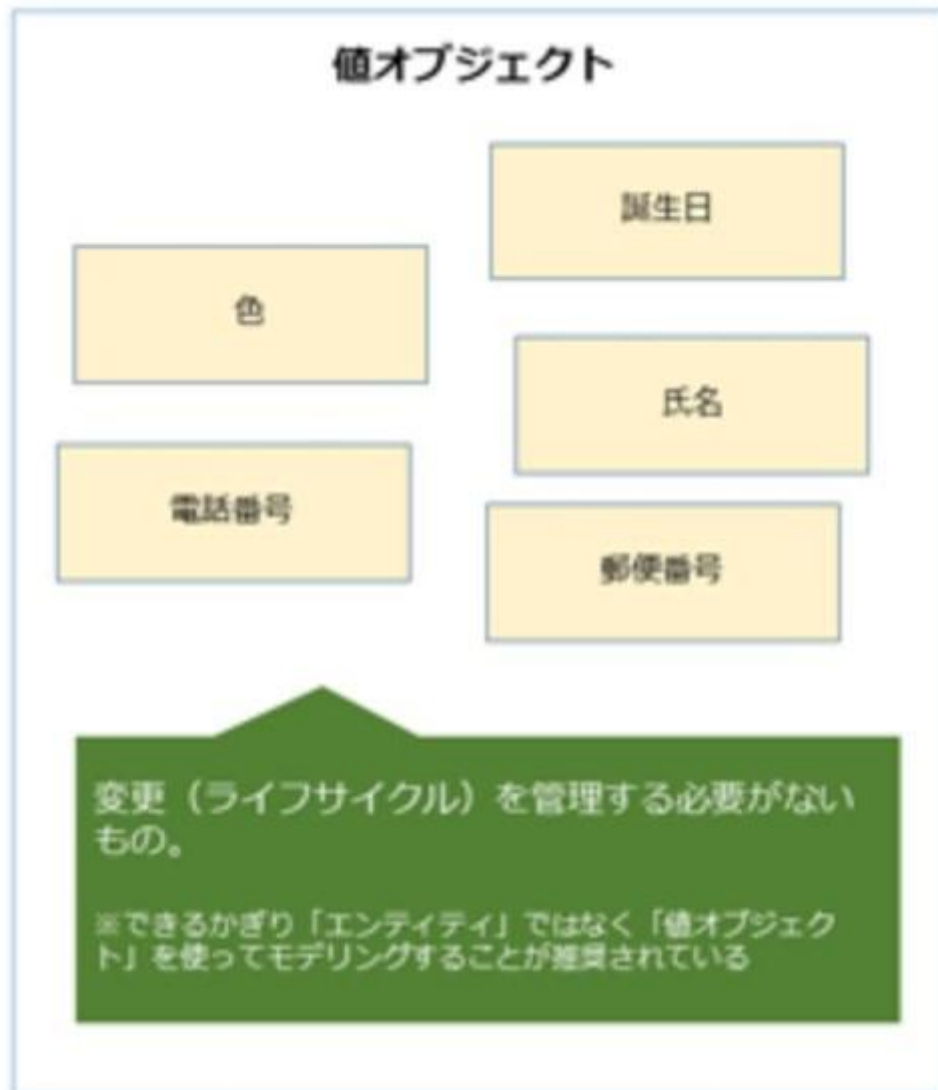 値オブジェクト
誕生日
色
氏名
電話番号
郵便番号
変更（ライフサイクル）を管理する必要がない
もの。
※できるかぎり「エンティティ」ではなく「値オブジェク
ト」を使ってモデリングすることが推奨されている